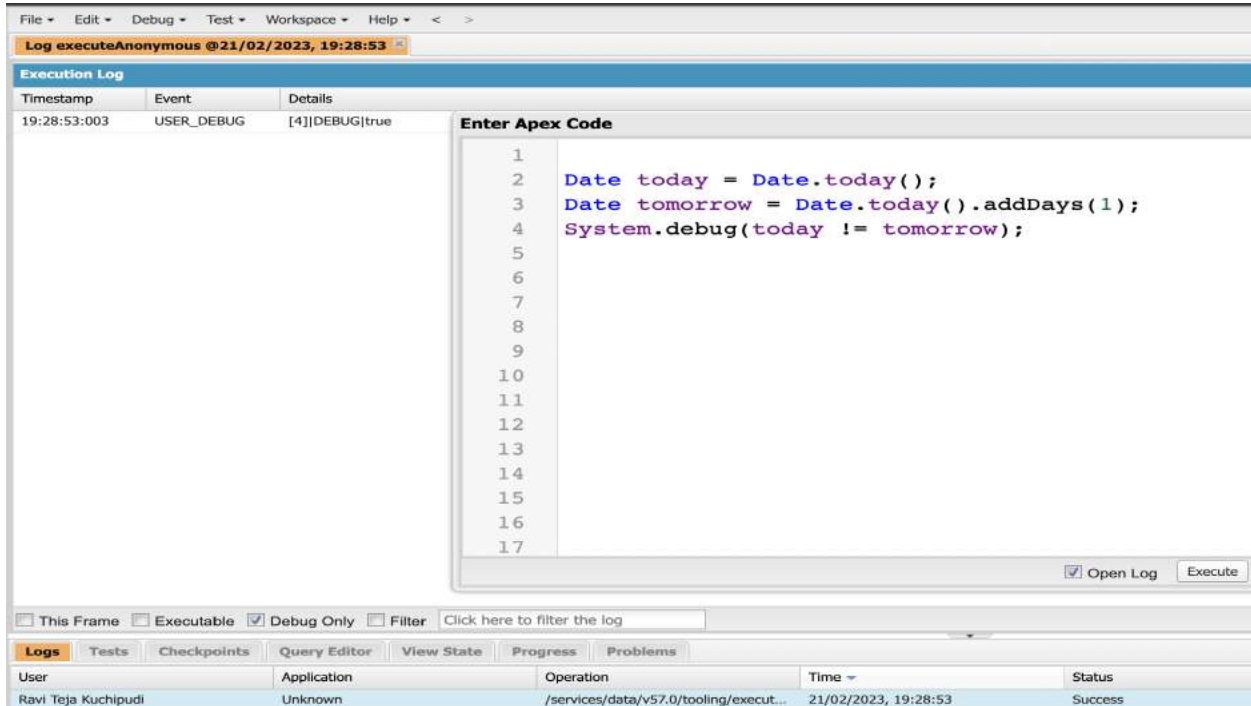 File Edit Debug Test Workspace Help < >
Log executeAnonymous @21/02/2023, 19:28:53
Execution Log
Timestamp Event Details
19:28:53:003 USER_DEBUG [4]|DEBUG|true
Enter Apex Code
1
2 Date today = Date.today();
3 Date tomorrow = Date.today().addDays(1);
4 System.debug(today != tomorrow);
5
6
7
8
9
10
11
12
13
14
15
16
17
Open Log Execute
This Frame Executable Debug Only Filter Click here to filter the log
Logs Tests Checkpoints Query Editor View State Progress Problems
User Application Operation Time Status
Ravi Teja Kuchipudi Unknown /services/data/v57.0/tooling/execut... 21/02/2023, 19:28:53 Success